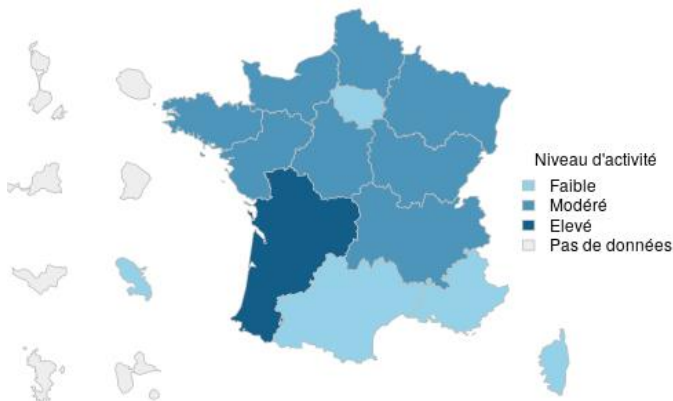 Niveau d'activité
Faible
Modéré
Elevé
Pas de données